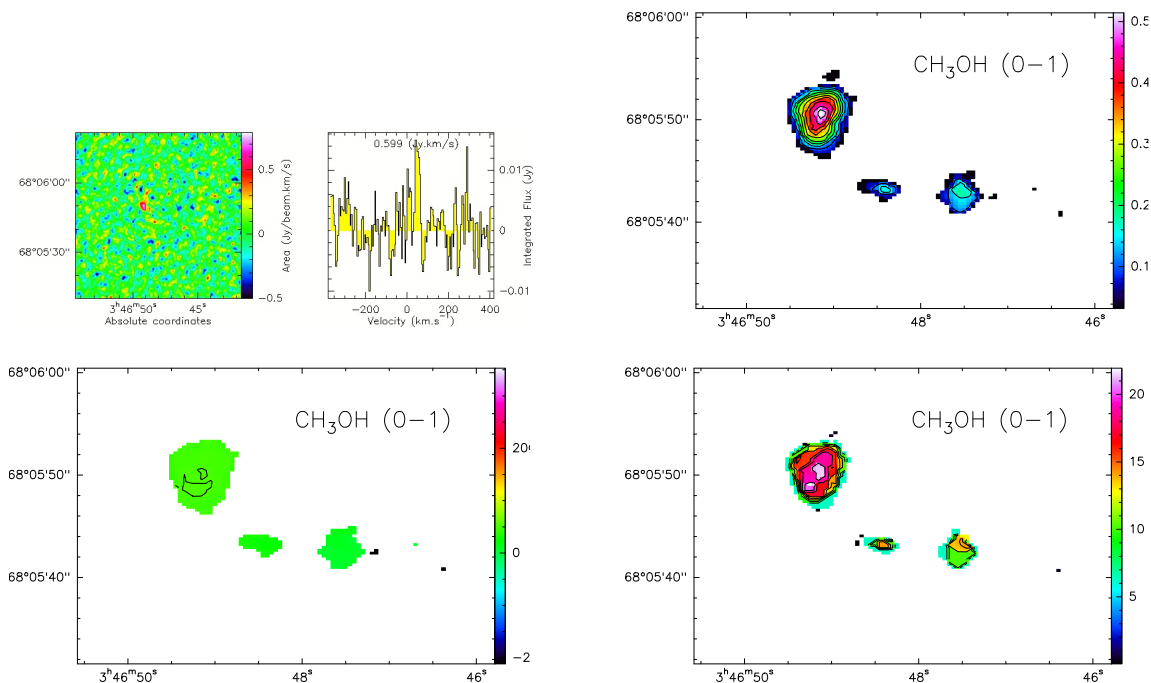 68°06'00''
68°05'30''
3ʰ46ᵐ50ˢ 45ˢ
Absolute coordinates
0.5
0
−0.5
Area (Jy/beam.km/s)
0.599 (Jy.km/s)
0.01
0
−0.01
Integrated Flux (Jy)
−200 0 200 400
Velocity (km.s⁻¹)
68°06'00''
68°05'50''
68°05'40''
CH₃OH (0−1)
3ʰ46ᵐ50ˢ 48ˢ 46ˢ
0.5
0.4
0.3
0.2
0.1
68°06'00''
68°05'50''
68°05'40''
CH₃OH (0−1)
3ʰ46ᵐ50ˢ 48ˢ 46ˢ
20
0
−2
68°06'00''
68°05'50''
68°05'40''
CH₃OH (0−1)
3ʰ46ᵐ50ˢ 48ˢ 46ˢ
20
15
10
5